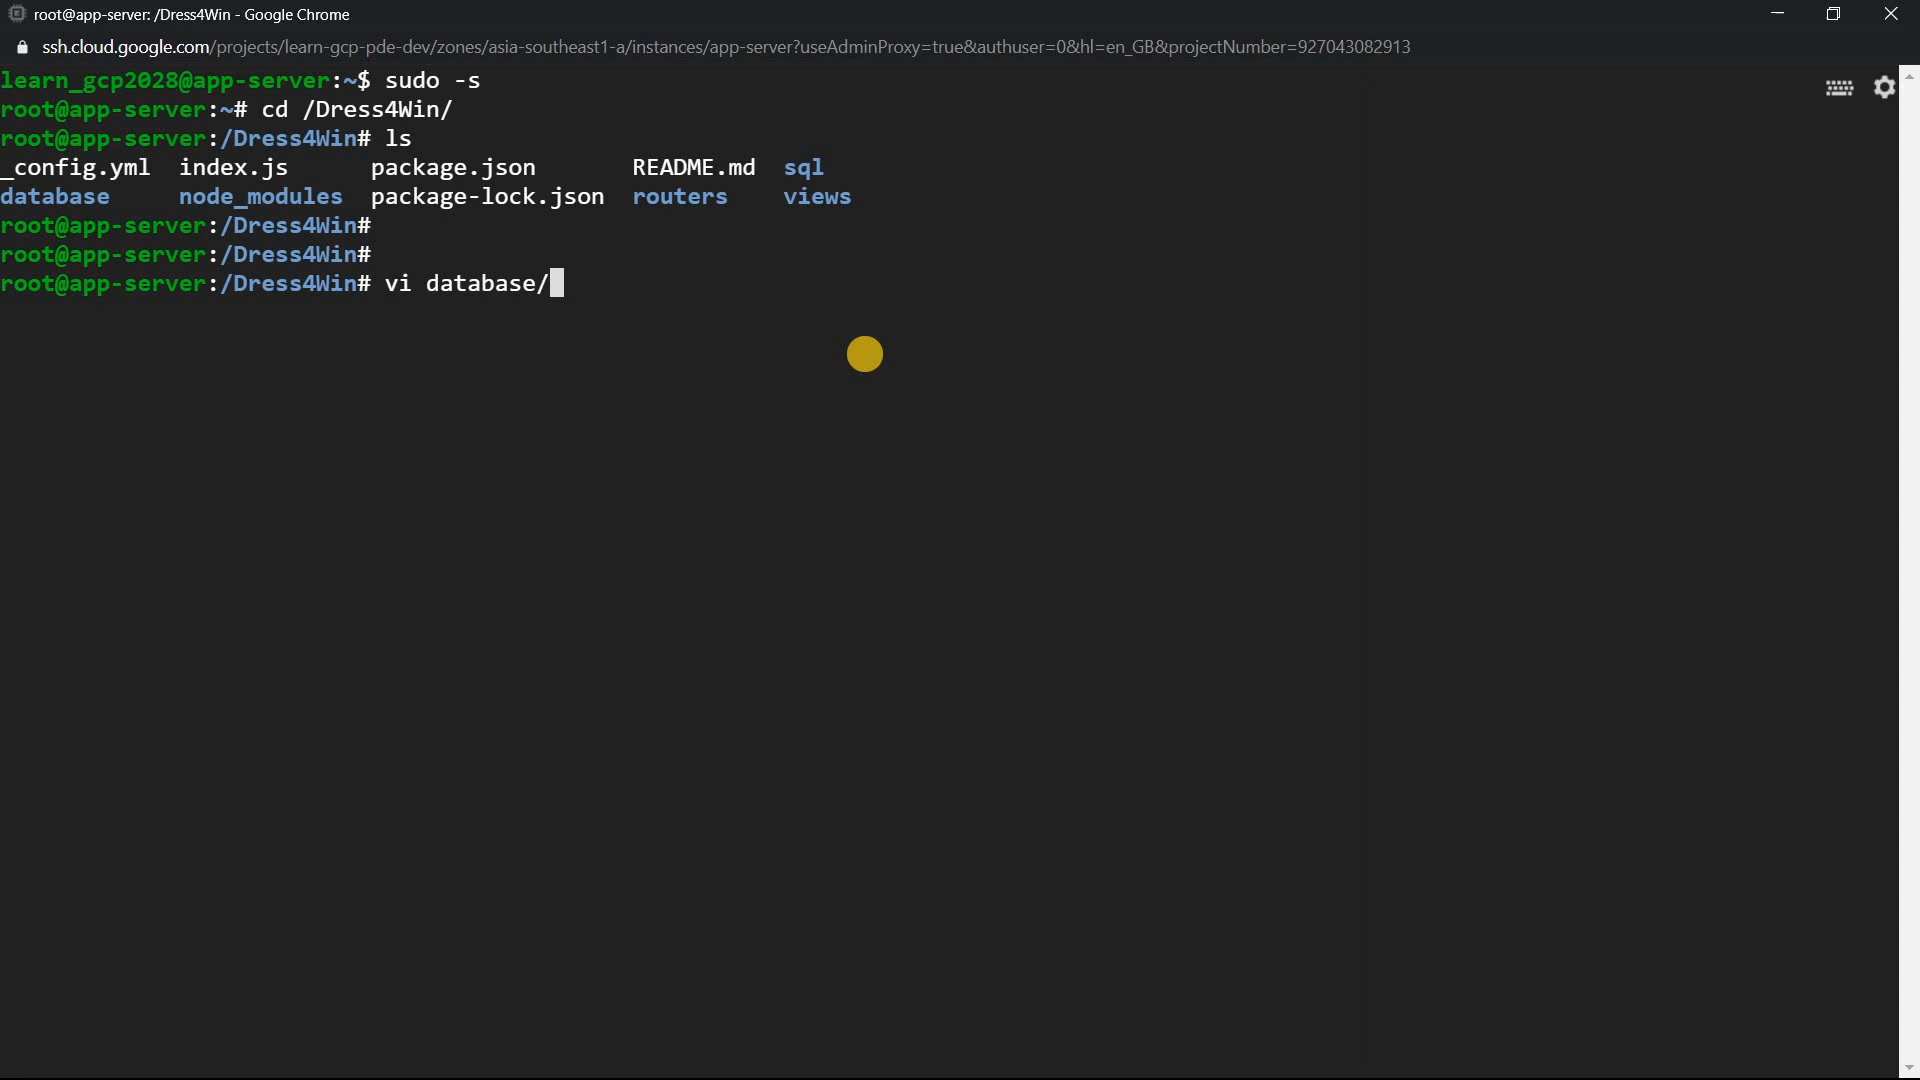 root@app-server: /Dress4Win - Google Chrome
ssh.cloud.google.com/projects/learn-gcp-pde-dev/zones/asia-southeast1-a/instances/app-server?useAdminProxy=true&authuser=0&hl=en_GB&projectNumber=927043082913
learn_gcp2028@app-server:~$ sudo -s
root@app-server:~# cd /Dress4Win/
root@app-server:/Dress4Win# ls
_config.yml index.js package.json README.md sql
database node_modules package-lock.json routers views
root@app-server:/Dress4Win#
root@app-server:/Dress4Win#
root@app-server:/Dress4Win# vi database/